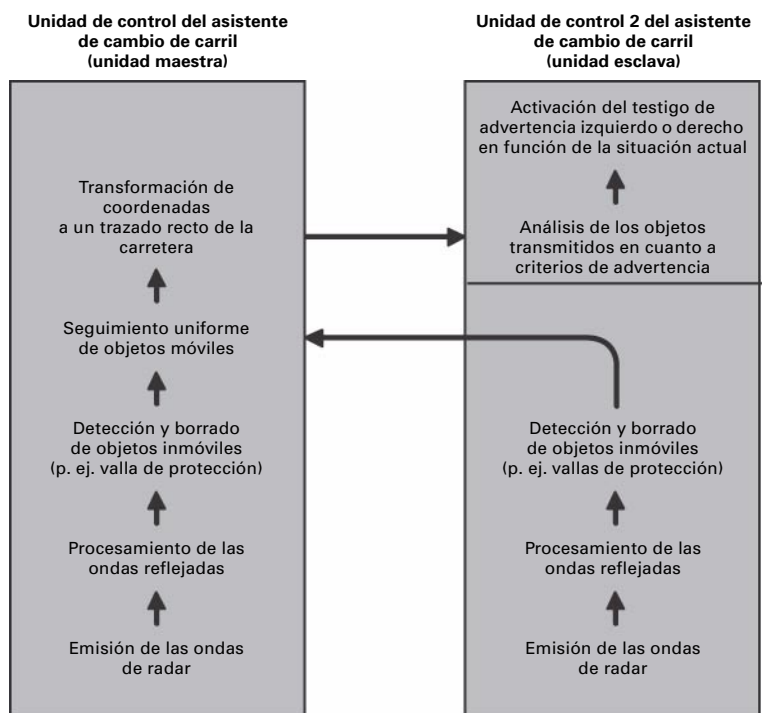 Unidad de control del asistente
de cambio de carril
(unidad maestra)
Transformación de
coordenadas
a un trazado recto de la
carretera
Seguimiento uniforme
de objetos móviles
Detección y borrado
de objetos inmóviles
(p. ej. valla de protección)
Procesamiento de las
ondas reflejadas
Emisión de las ondas
de radar
Unidad de control 2 del asistente
de cambio de carril
(unidad esclava)
Activación del testigo de
advertencia izquierdo o derecho
en función de la situación actual
Análisis de los objetos
transmitidos en cuanto a
criterios de advertencia
Detección y borrado
de objetos inmóviles
(p. ej. vallas de protección)
Procesamiento de las
ondas reflejadas
Emisión de las ondas
de radar